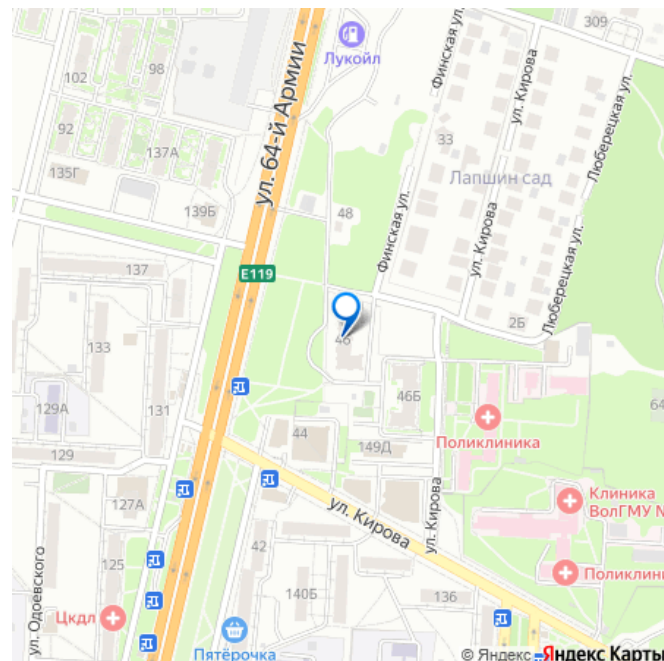 309
Лукойл
98
102
92
137А
135Г
139Б
ул. 64-й Армии
Финская ул.
ул. Кирова
Люберецкая ул.
33
Лапшин сад
48
Финская ул.
ул. Кирова
Люберецкая ул.
E119
137
133
46
2Б
131
129А
129
44
46Б
149Д
Поликлиника
64
127А
ул. Кирова
ул. Кирова
Клиника
ВолГМУ №
125
42
140Б
136
Поликлини
ул. Одоевского
Цкдл
Пятёрочка
© Яндекс
Яндекс Карты